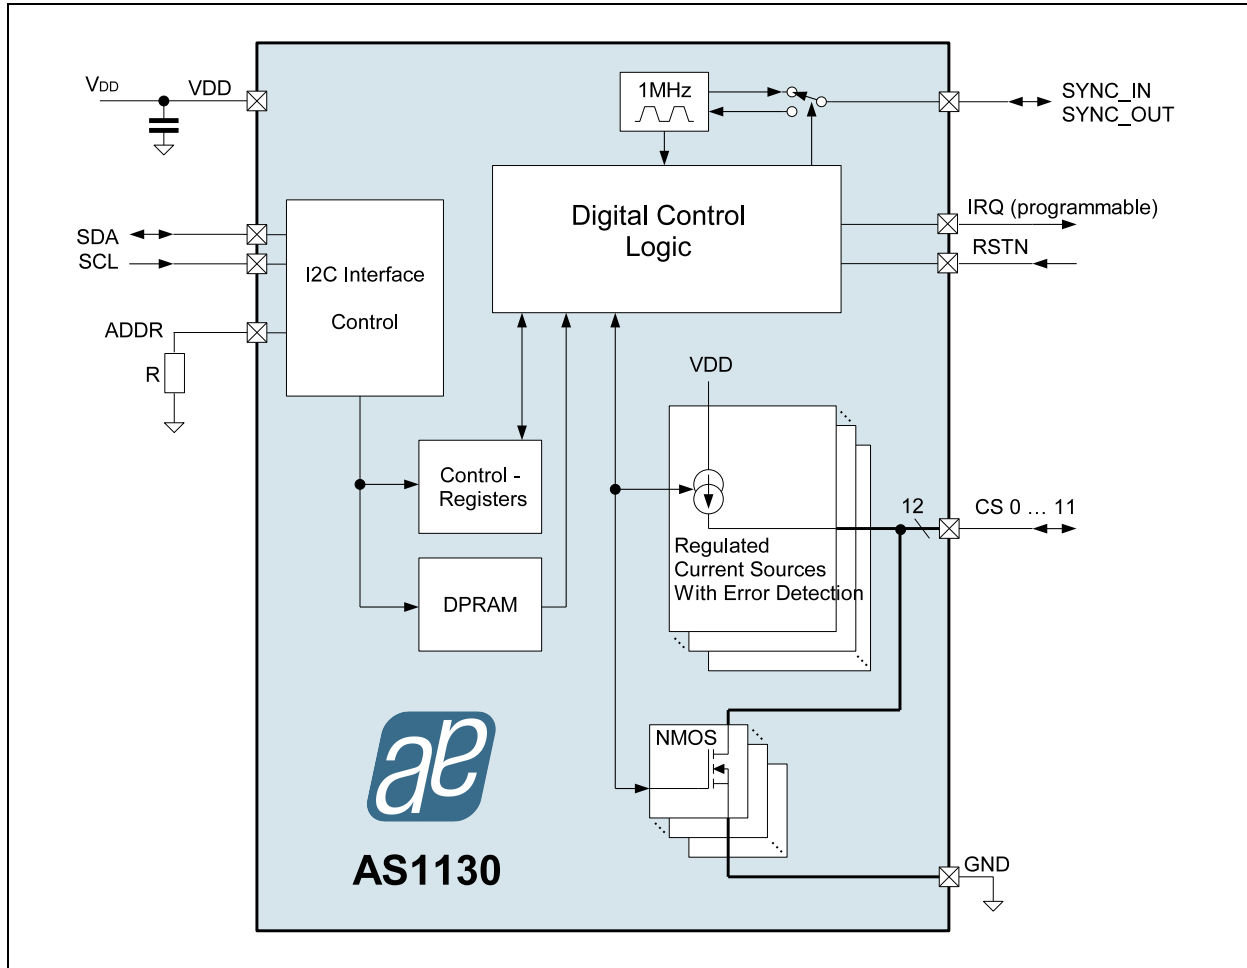 VDD
VDD
1MHz
SYNC_IN
SYNC_OUT
SDA
SCL
ADDR
R
I2C Interface
Control
Digital Control
Logic
IRQ (programmable)
RSTN
Control -
Registers
DPRAM
VDD
Regulated
Current Sources
With Error Detection
12
CS 0 ... 11
NMOS
GND
ae
AS1130